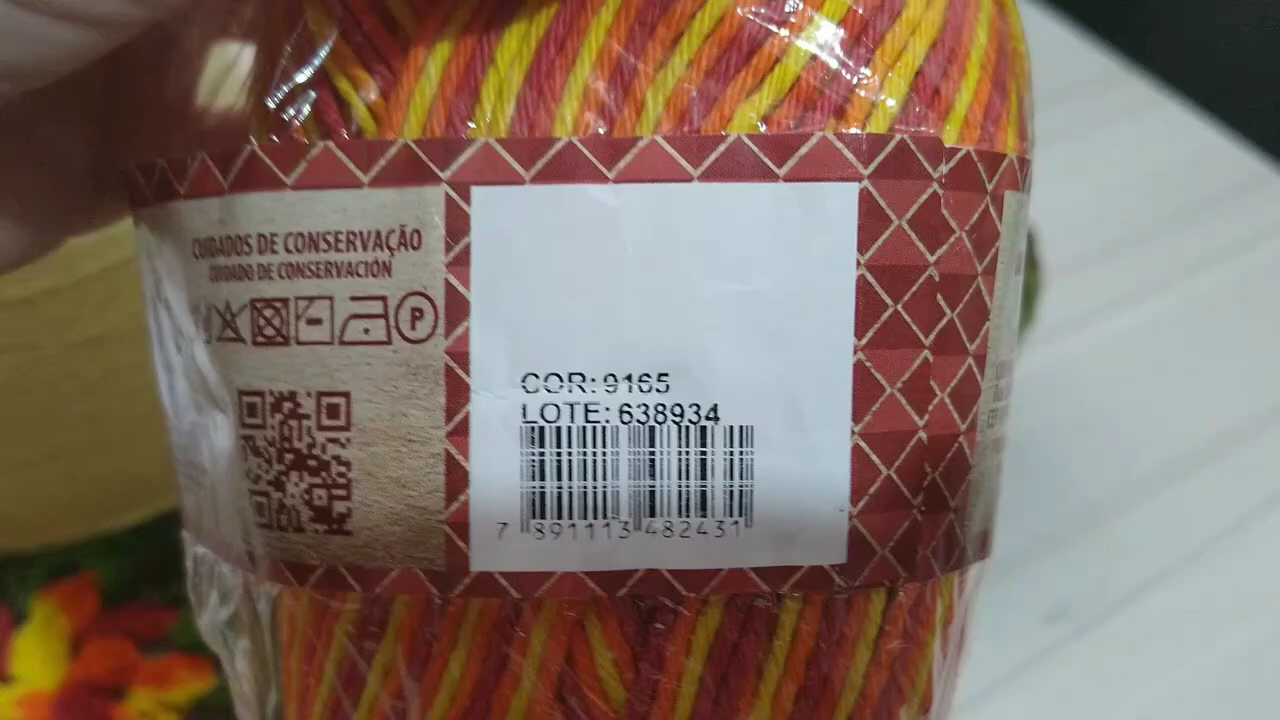 CUIDADOS DE CONSERVAÇÃO
CUIDADO DE CONSERVACIÓN
P
COR: 9165
LOTE: 638934
7 891113 482431